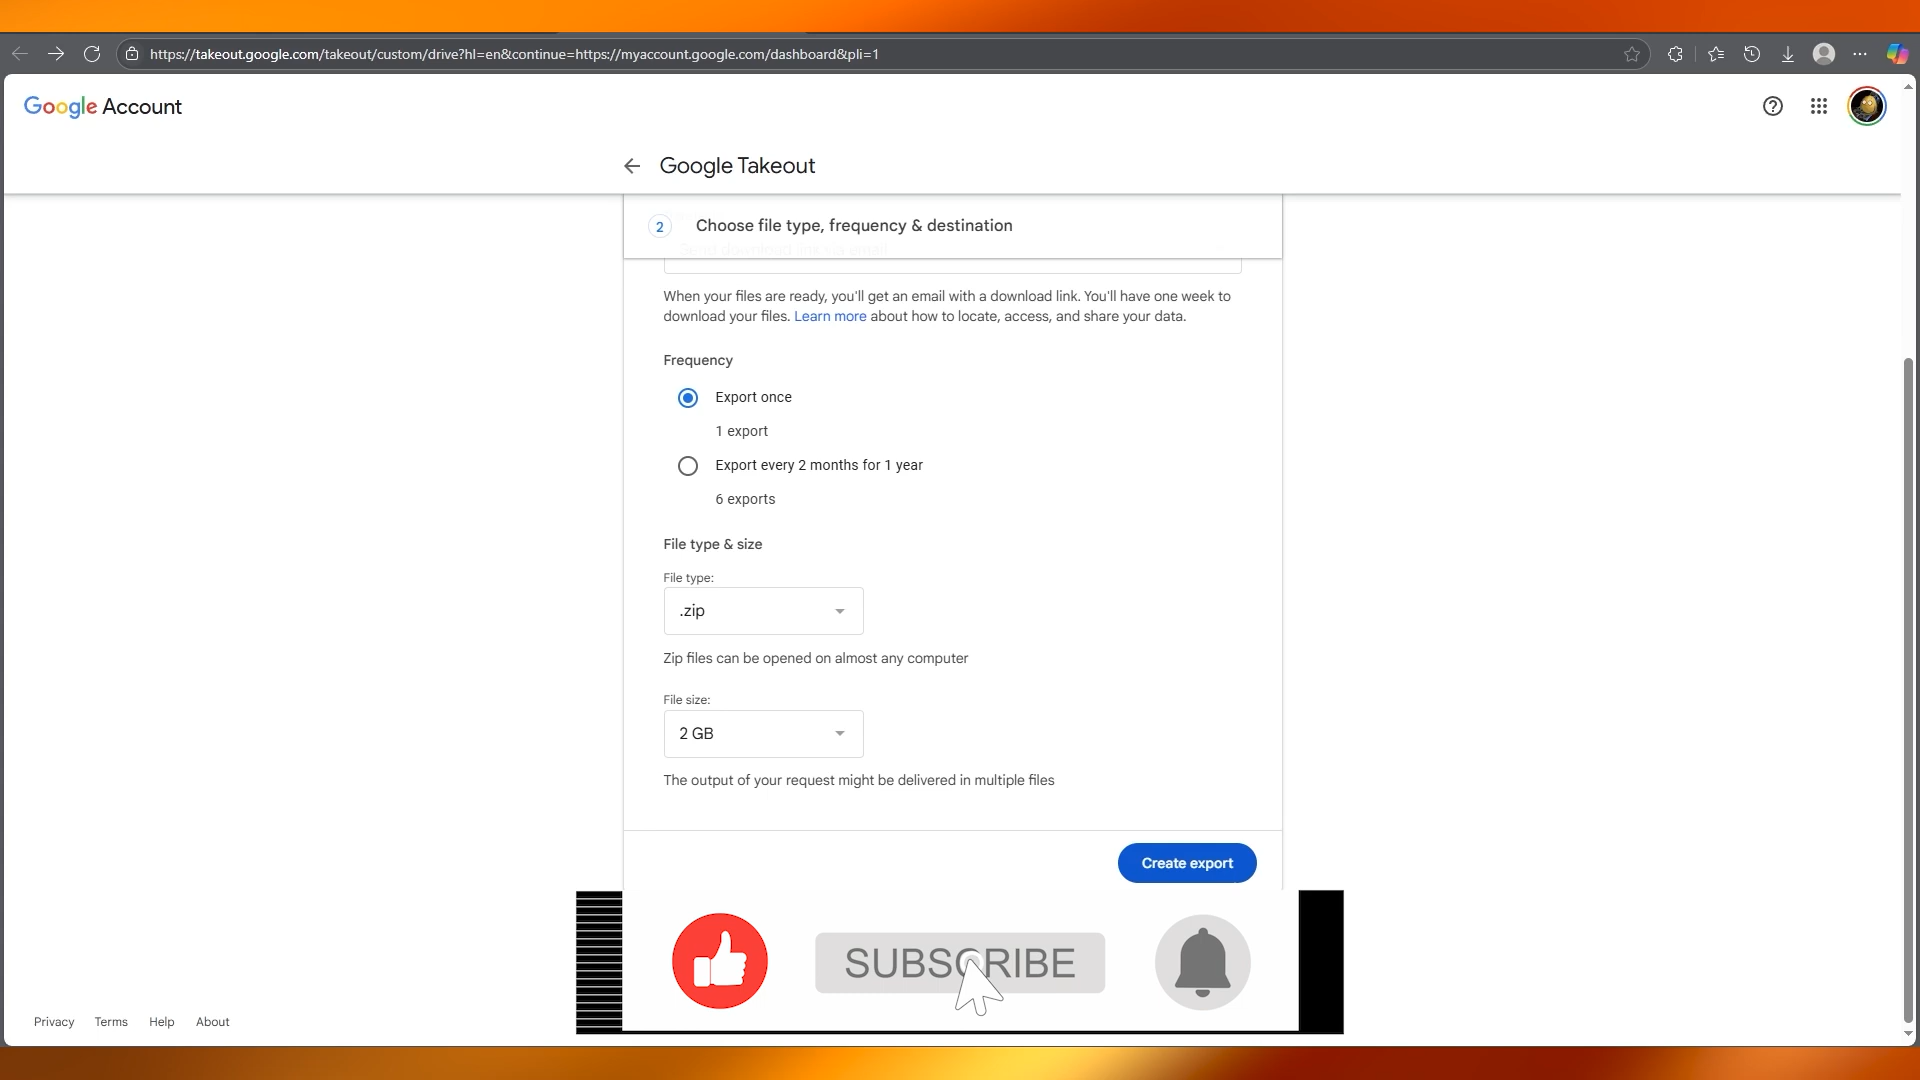 https://takeout.google.com/takeout/custom/drive?hl=en&continue=https://myaccount.google.com/dashboard&pli=1
Google Account
Google Takeout
2 Choose file type, frequency & destination
Send download link via email
When your files are ready, you'll get an email with a download link. You'll have one week to
download your files. Learn more about how to locate, access, and share your data.
Frequency
Export once
1 export
Export every 2 months for 1 year
6 exports
File type & size
File type:
.zip
Zip files can be opened on almost any computer
File size:
2 GB
The output of your request might be delivered in multiple files
Create export
SUBSCRIBE
Privacy Terms Help About